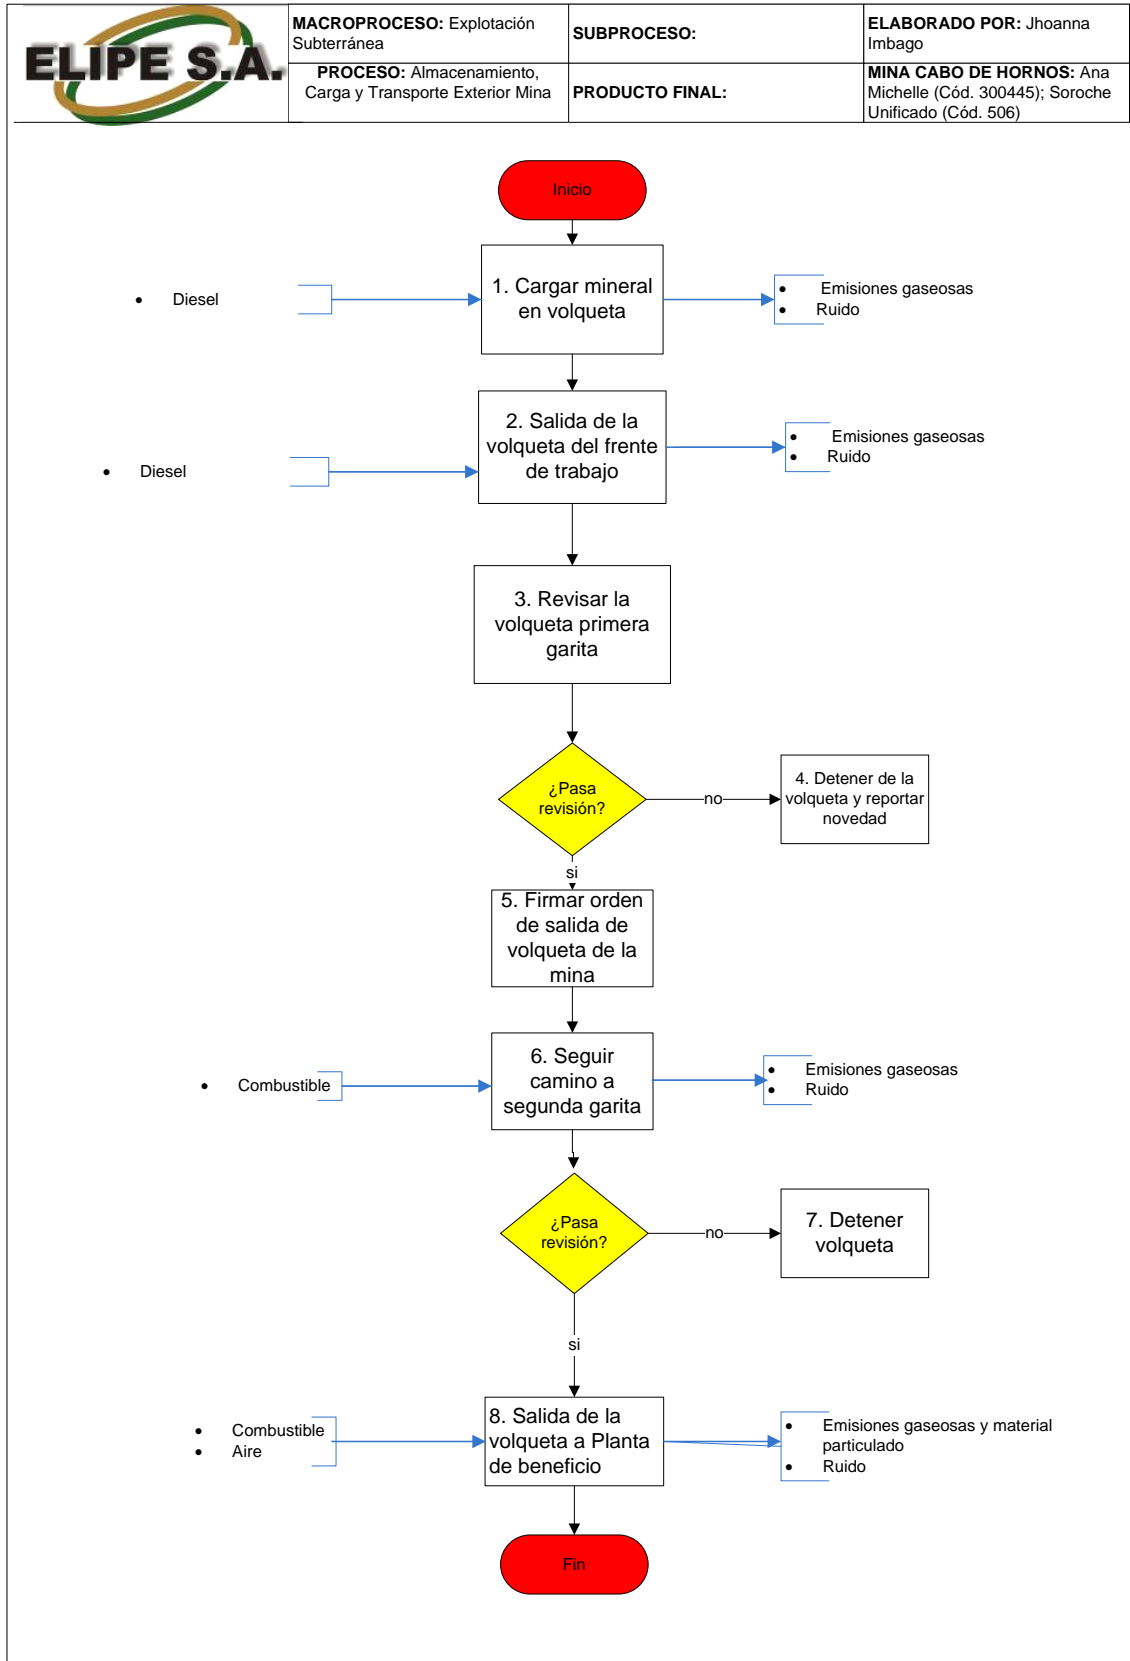 ELIPE S.A.
MACROPROCESO: Explotación
Subterránea
SUBPROCESO:
ELABORADO POR: Jhoanna
Imbago
PROCESO: Almacenamiento,
Carga y Transporte Exterior Mina
PRODUCTO FINAL:
MINA CABO DE HORNOS: Ana
Michelle (Cód. 300445); Soroche
Unificado (Cód. 506)
Inicio
• Diesel
1. Cargar mineral
en volqueta
• Emisiones gaseosas
• Ruido
• Diesel
2. Salida de la
volqueta del frente
de trabajo
• Emisiones gaseosas
• Ruido
3. Revisar la
volqueta primera
garita
¿Pasa
revisión?
no
4. Detener de la
volqueta y reportar
novedad
si
5. Firmar orden
de salida de
volqueta de la
mina
• Combustible
6. Seguir
camino a
segunda garita
• Emisiones gaseosas
• Ruido
¿Pasa
revisión?
no
7. Detener
volqueta
si
• Combustible
• Aire
8. Salida de la
volqueta a Planta
de beneficio
• Emisiones gaseosas y material
particulado
• Ruido
Fin